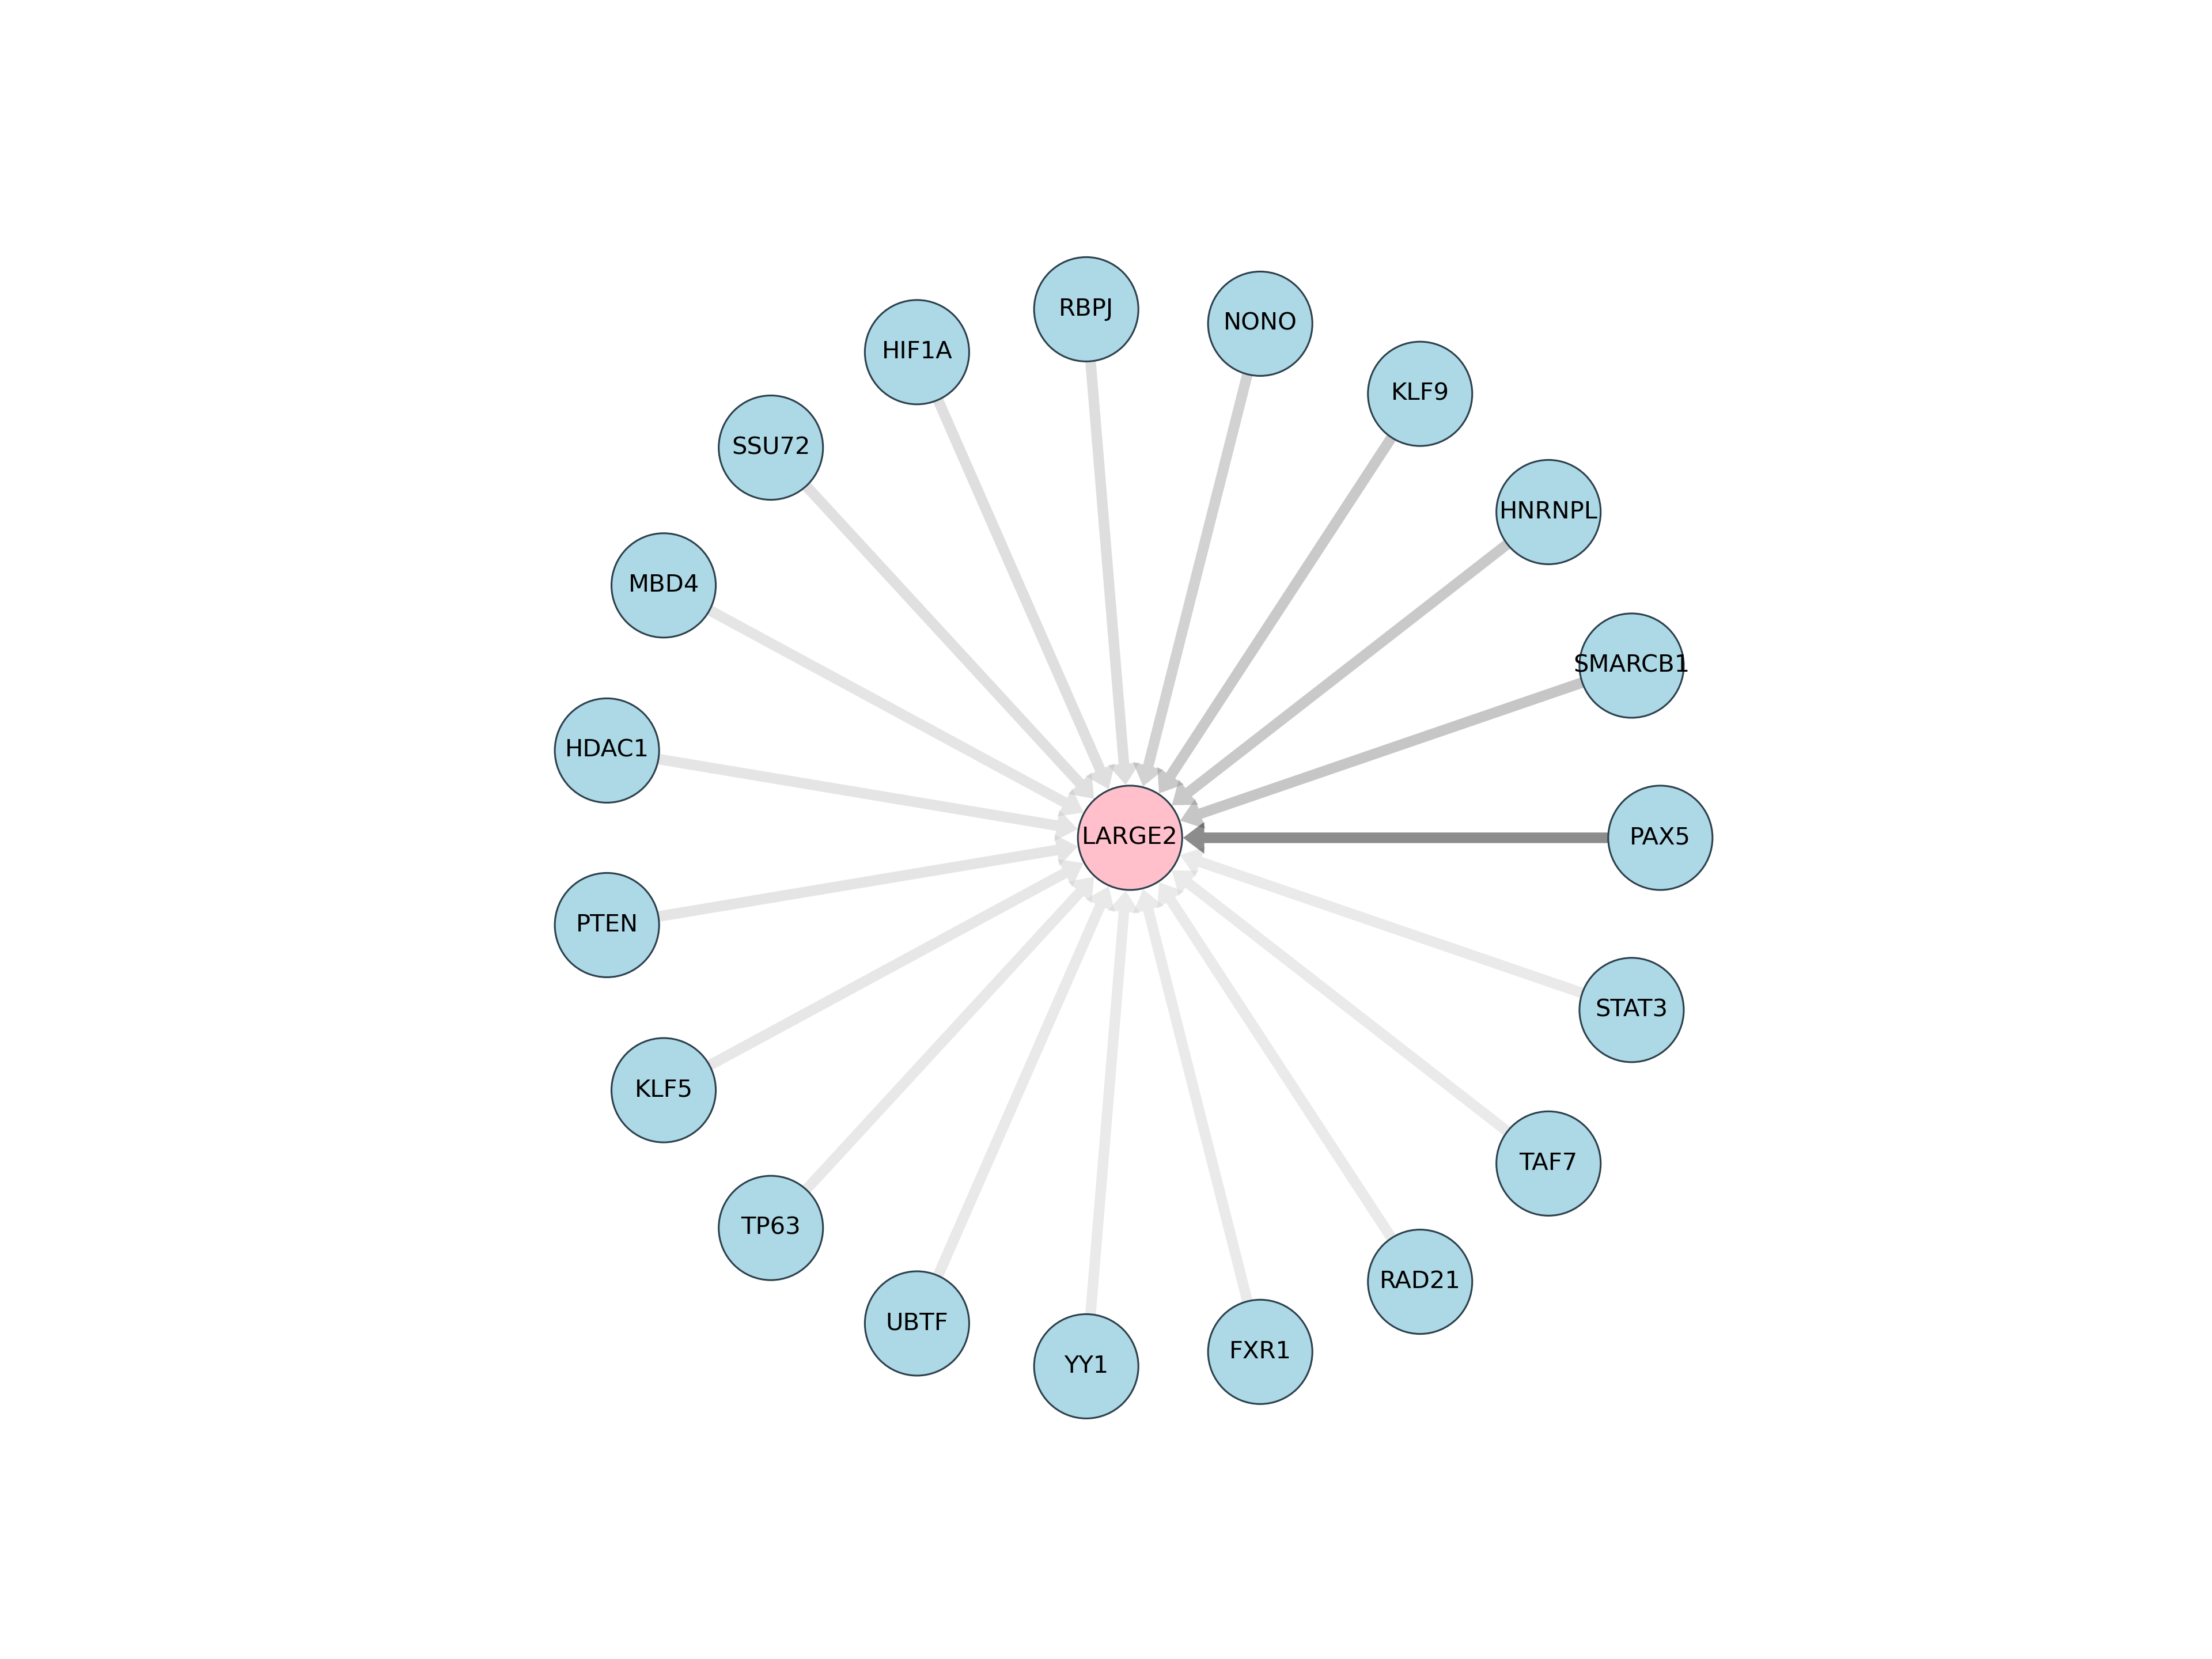 RBPJ
NONO
HIF1A
KLF9
SSU72
HNRNPL
MBD4
SMARCB1
HDAC1
LARGE2
PAX5
PTEN
STAT3
KLF5
TAF7
TP63
RAD21
UBTF
FXR1
YY1